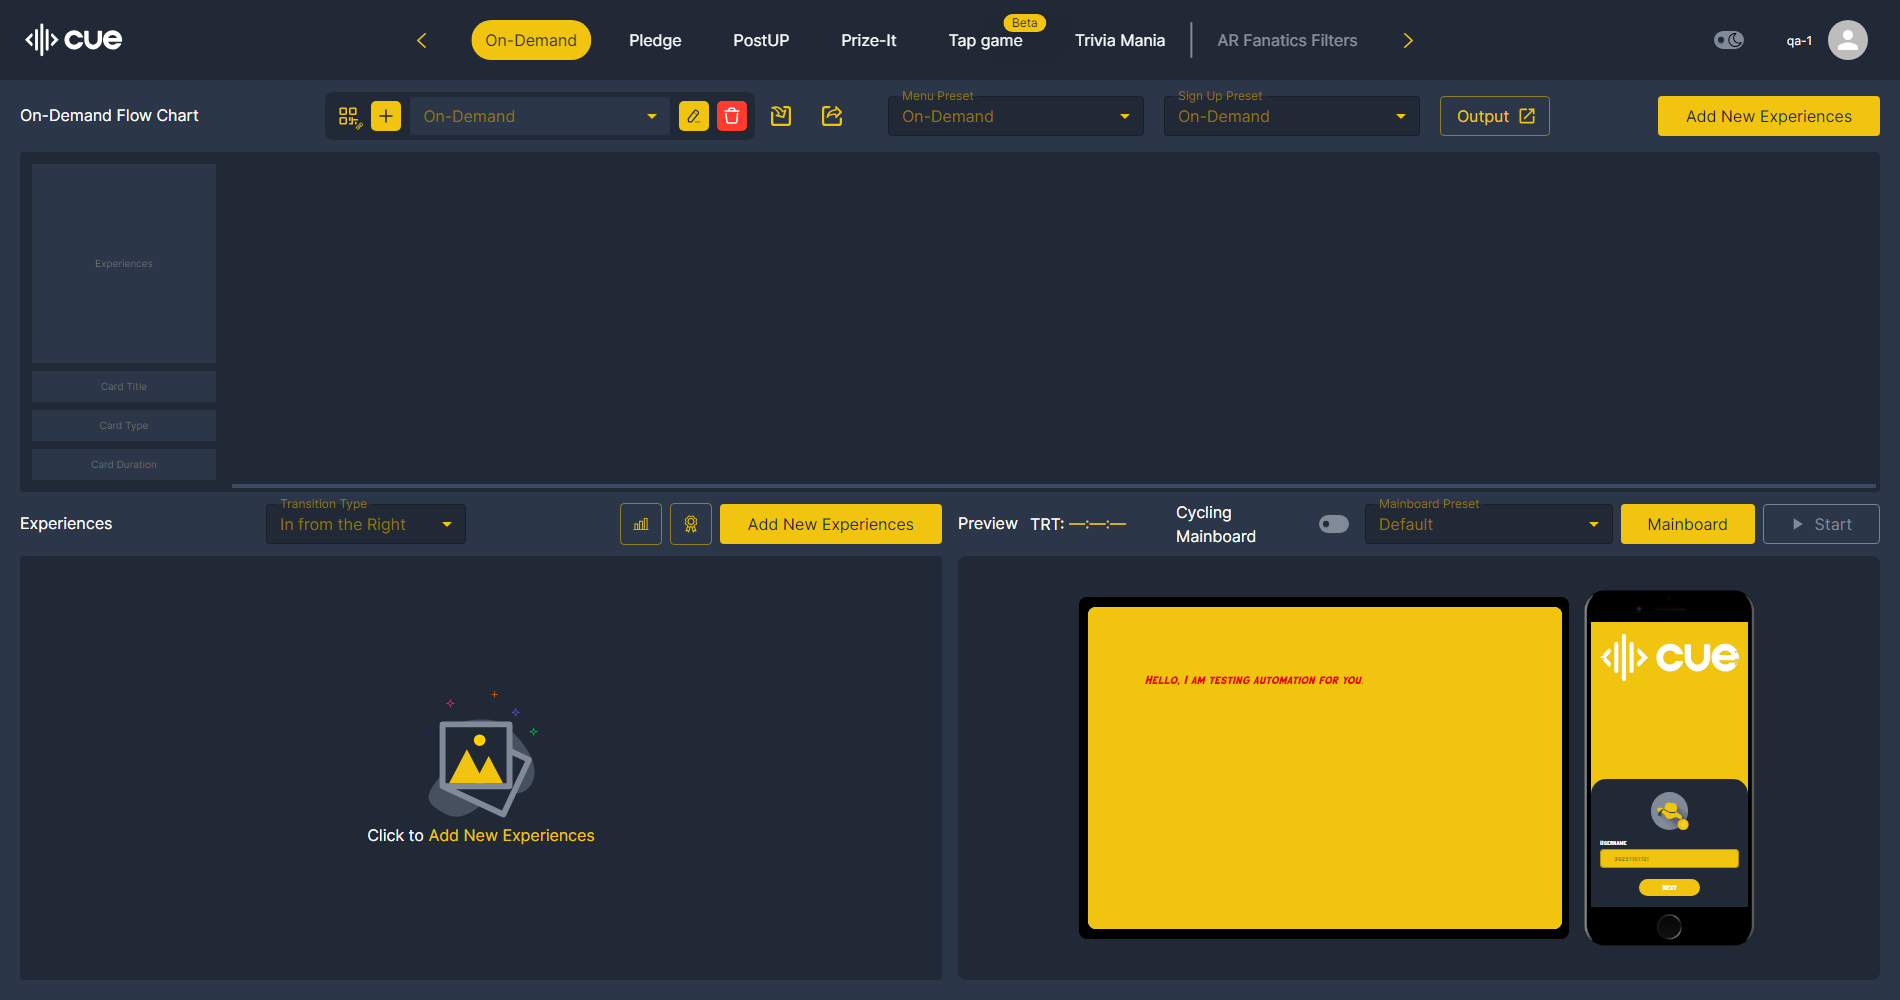 cue
On-Demand
Pledge
PostUP
Prize-It
Tap game
Beta
Trivia Mania
AR Fanatics Filters
qa-1
On-Demand Flow Chart
On-Demand
Menu Preset
On-Demand
Sign Up Preset
On-Demand
Output
Add New Experiences
Experiences
Card Title
Card Type
Card Duration
Experiences
Transition Type
In from the Right
Add New Experiences
Preview
TRT: —:—:—
Cycling
Mainboard
Mainboard Preset
Default
Mainboard
Start
Click to Add New Experiences
Hello, I am testing automation for you.
cue
Username
Next